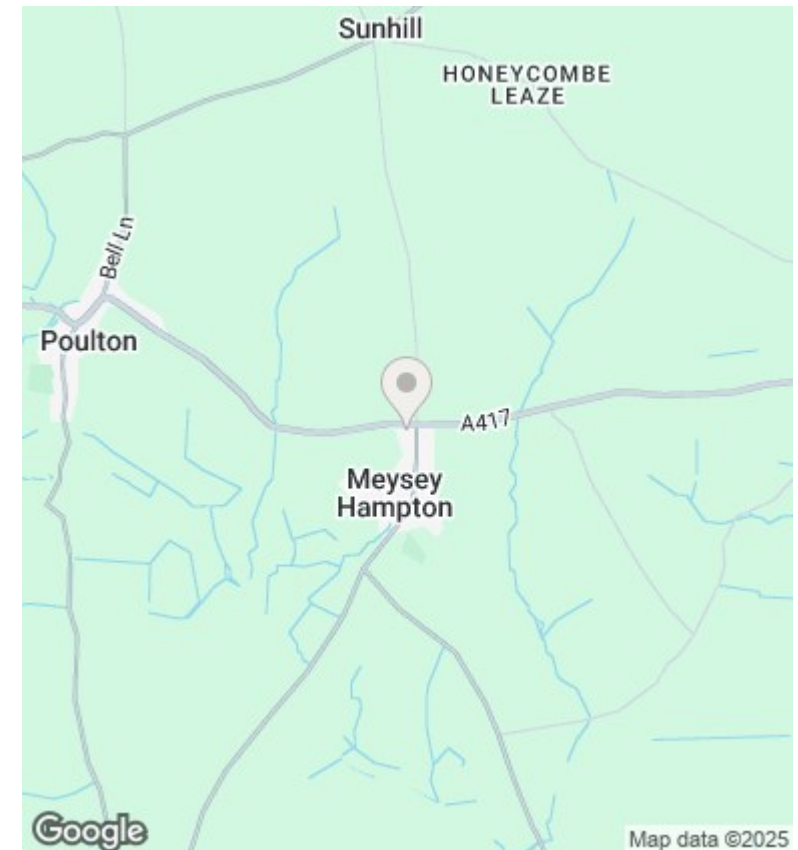 Sunhill
HONEYCOMBE
LEAZE
Bell Ln
Poulton
A417
Meysey
Hampton
Google
Map data ©2025